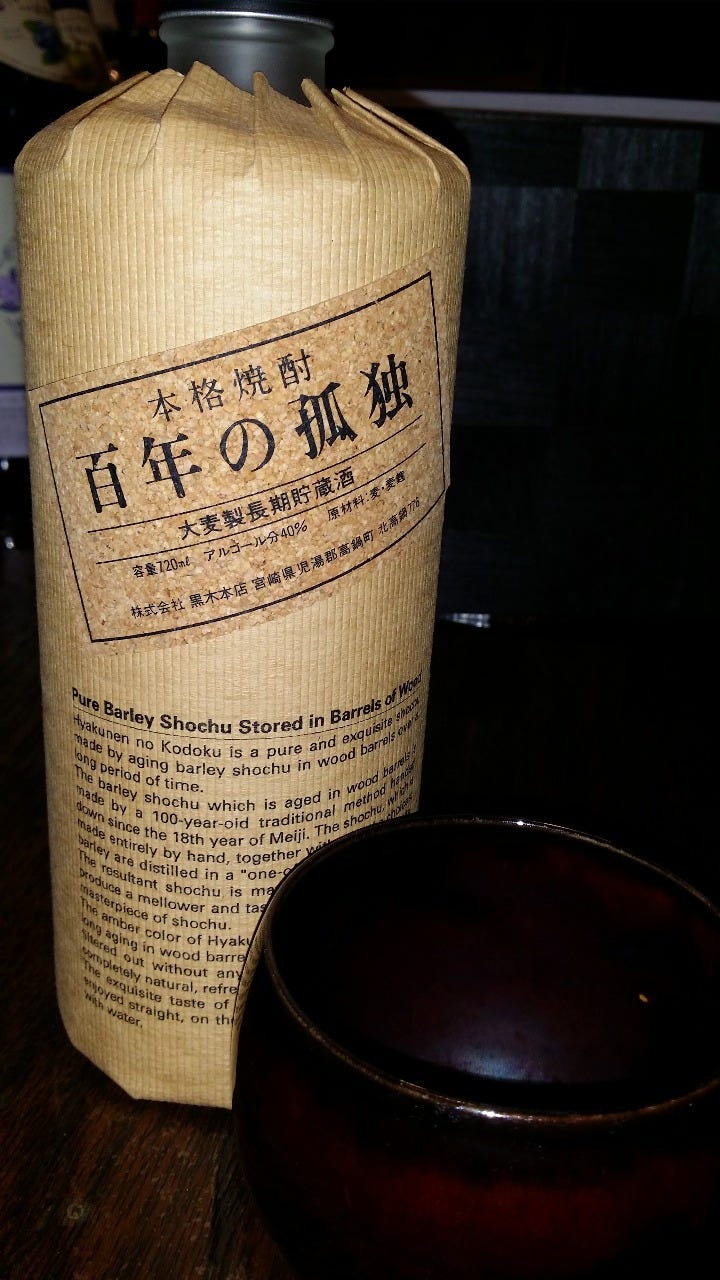 本格焼酎
百年の孤独
大麦製長期貯蔵酒
容量720ml アルコール分40% 原材料:麦・麦麹
株式会社 黒木本店 宮崎県児湯郡高鍋町 北高鍋776
Pure Barley Shochu Stored in Barrels of Wood
Hyakunen no Kodoku is a pure and exquisite shochu
made by aging barley shochu in wood barrels over a
long period of time.
The barley shochu which is aged in wood barrels is
made by a 100-year-old traditional method handed
down since the 18th year of Meiji. The shochu, which is
made entirely by hand, together with
barley are distilled in a "one-
The resultant shochu is
produce a mellower and
masterpiece of shochu.
The amber color of
long aging in wood
filtered out without any
completely natural,
The exquisite taste of
enjoyed straight, on the
with water.